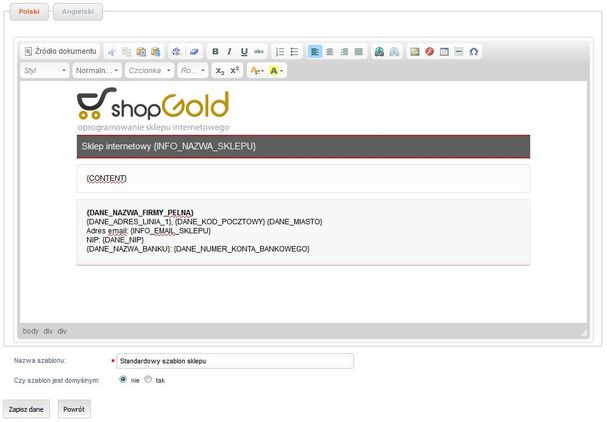 Polski Angielski
Źródło dokumentu B I U abc
Styl Normaln... Czcionka Ro... X2 X2 A A
shopGold
oprogramowanie sklepu internetowego
Sklep internetowy {INFO_NAZWA_SKLEPU}
{CONTENT}
{DANE_NAZWA_FIRMY_PELNA}
{DANE_ADRES_LINIA_1}, {DANE_KOD_POCZTOWY} {DANE_MIASTO}
Adres email: {INFO_EMAIL_SKLEPU}
NIP: {DANE_NIP}
{DANE_NAZWA_BANKU}: {DANE_NUMER_KONTA_BANKOWEGO}
body div div
Nazwa szablonu: Standardowy szablon sklepu
Czy szablon jest domyślnym: nie tak
Zapisz dane Powrót